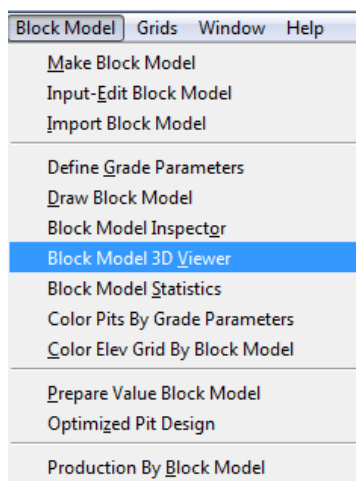 Block Model Grids Window Help
Make Block Model
Input-Edit Block Model
Import Block Model
Define Grade Parameters
Draw Block Model
Block Model Inspector
Block Model 3D Viewer
Block Model Statistics
Color Pits By Grade Parameters
Color Elev Grid By Block Model
Prepare Value Block Model
Optimized Pit Design
Production By Block Model